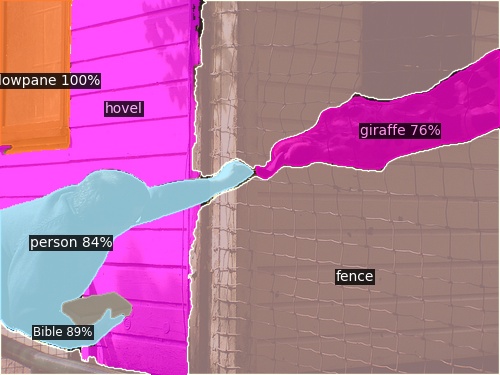 lowpane 100%
hovel
giraffe 76%
person 84%
fence
Bible 89%